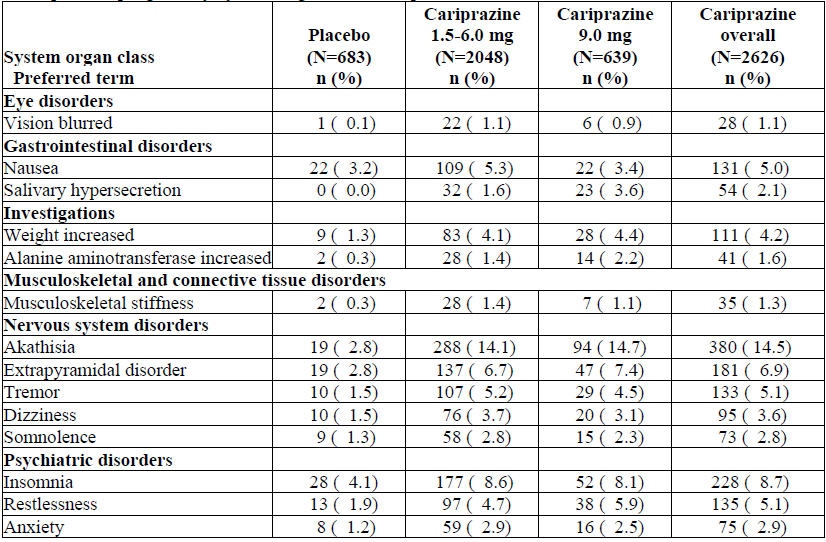 System organ class
Preferred term
Placebo
(N=683)
n (%)
Cariprazine
1.5-6.0 mg
(N=2048)
n (%)
Cariprazine
9.0 mg
(N=639)
n (%)
Cariprazine
overall
(N=2626)
n (%)
Eye disorders
Vision blurred 1 ( 0.1) 22 ( 1.1) 6 ( 0.9) 28 ( 1.1)
Gastrointestinal disorders
Nausea 22 ( 3.2) 109 ( 5.3) 22 ( 3.4) 131 ( 5.0)
Salivary hypersecretion 0 ( 0.0) 32 ( 1.6) 23 ( 3.6) 54 ( 2.1)
Investigations
Weight increased 9 ( 1.3) 83 ( 4.1) 28 ( 4.4) 111 ( 4.2)
Alanine aminotransferase increased 2 ( 0.3) 28 ( 1.4) 14 ( 2.2) 41 ( 1.6)
Musculoskeletal and connective tissue disorders
Musculoskeletal stiffness 2 ( 0.3) 28 ( 1.4) 7 ( 1.1) 35 ( 1.3)
Nervous system disorders
Akathisia 19 ( 2.8) 288 ( 14.1) 94 ( 14.7) 380 ( 14.5)
Extrapyramidal disorder 19 ( 2.8) 137 ( 6.7) 47 ( 7.4) 181 ( 6.9)
Tremor 10 ( 1.5) 107 ( 5.2) 29 ( 4.5) 133 ( 5.1)
Dizziness 10 ( 1.5) 76 ( 3.7) 20 ( 3.1) 95 ( 3.6)
Somnolence 9 ( 1.3) 58 ( 2.8) 15 ( 2.3) 73 ( 2.8)
Psychiatric disorders
Insomnia 28 ( 4.1) 177 ( 8.6) 52 ( 8.1) 228 ( 8.7)
Restlessness 13 ( 1.9) 97 ( 4.7) 38 ( 5.9) 135 ( 5.1)
Anxiety 8 ( 1.2) 59 ( 2.9) 16 ( 2.5) 75 ( 2.9)